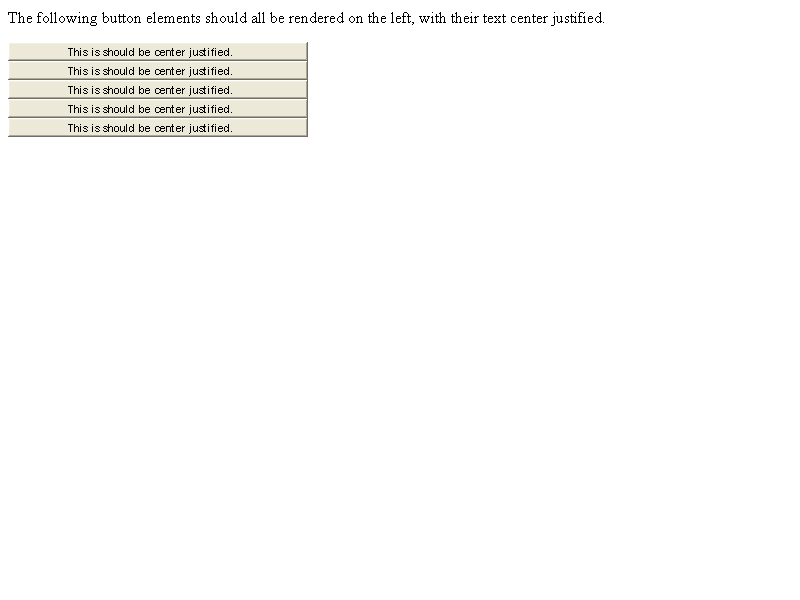 The following button elements should all be rendered on the left, with their text center justified.
This is should be center justified.
This is should be center justified.
This is should be center justified.
This is should be center justified.
This is should be center justified.